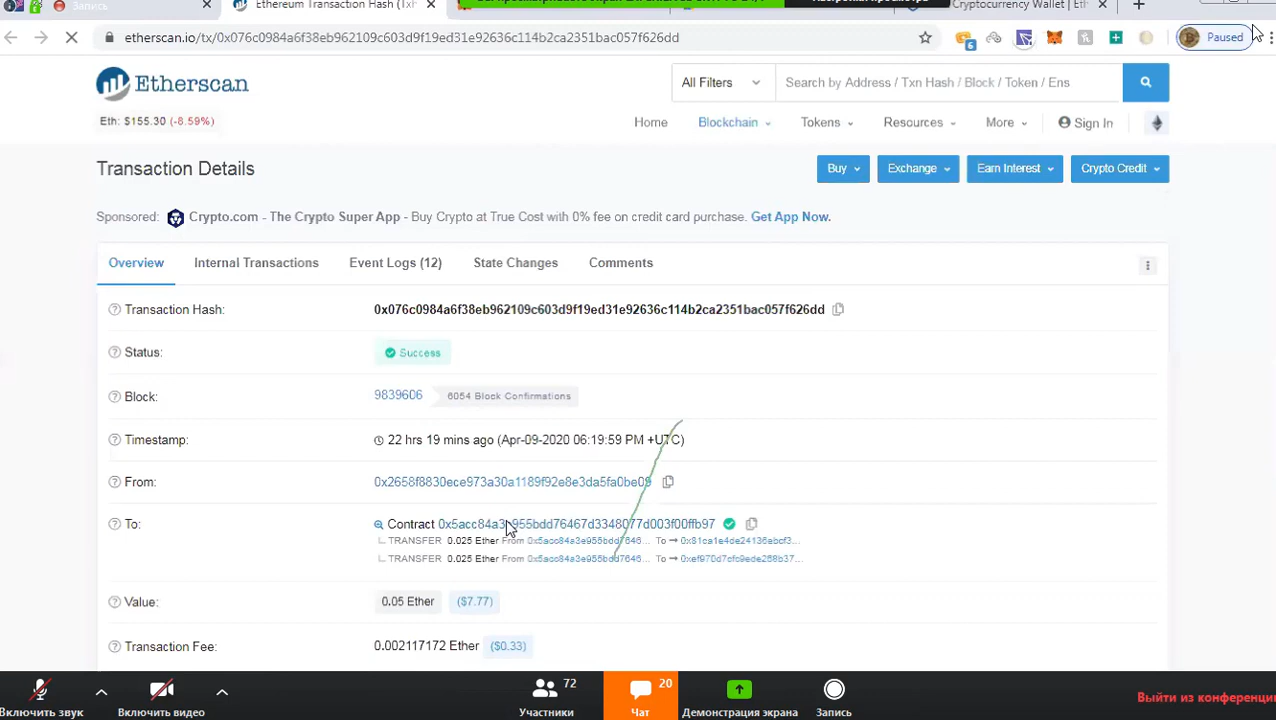 Запись
Ethereum Transaction Hash (Txh
Cryptocurrency Wallet | Eth
etherscan.io/tx/0x076c0984a6f38eb962109c603d9f19ed31e92636c114b2ca2351bac057f626dd
6
Paused
Etherscan
All Filters
Search by Address / Txn Hash / Block / Token / Ens
Eth: $155.30 (-8.59%)
Home
Blockchain
Tokens
Resources
More
Sign In
Transaction Details
Buy
Exchange
Earn Interest
Crypto Credit
Sponsored: Crypto.com - The Crypto Super App - Buy Crypto at True Cost with 0% fee on credit card purchase. Get App Now.
Overview
Internal Transactions
Event Logs (12)
State Changes
Comments
Transaction Hash: 0x076c0984a6f38eb962109c603d9f19ed31e92636c114b2ca2351bac057f626dd
Status: Success
Block: 9839606 6054 Block Confirmations
Timestamp: 22 hrs 19 mins ago (Apr-09-2020 06:19:59 PM +UTC)
From: 0x2658f8830ece973a30a1189f92e8e3da5fa0be09
To: Contract
TRANSFER 0.025 Ether From To →
TRANSFER 0.025 Ether From To →
Value: 0.05 Ether ($7.77)
Transaction Fee: 0.002117172 Ether ($0.33)
72
20
Включить звук
Включить видео
Участники
Чат
Демонстрация экрана
Запись
Выйти из конференци